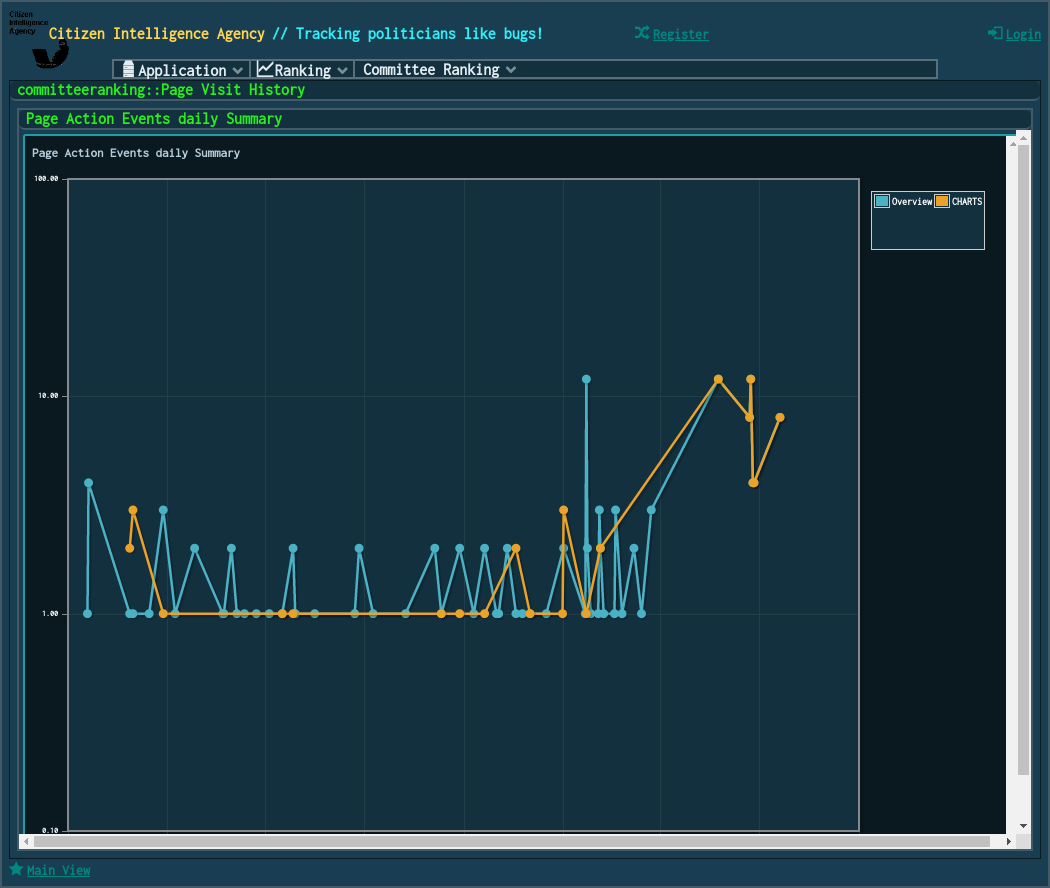 Citizen
Intelligence
Agency
Citizen Intelligence Agency // Tracking politicians like bugs!
Register
Login
Application
Ranking
Committee Ranking
committeeranking::Page Visit History
Page Action Events daily Summary
Page Action Events daily Summary
100.00
Overview
CHARTS
10.00
1.00
0.10
Main View